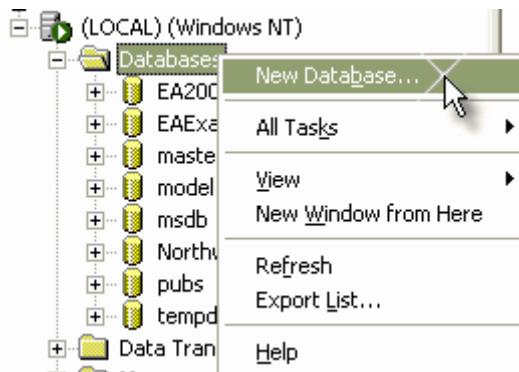 (LOCAL) (Windows NT)
Databases
EA200
EAExa
maste
model
msdb
Northw
pubs
tempd
Data Tran
New Database...
All Tasks
View
New Window from Here
Refresh
Export List...
Help